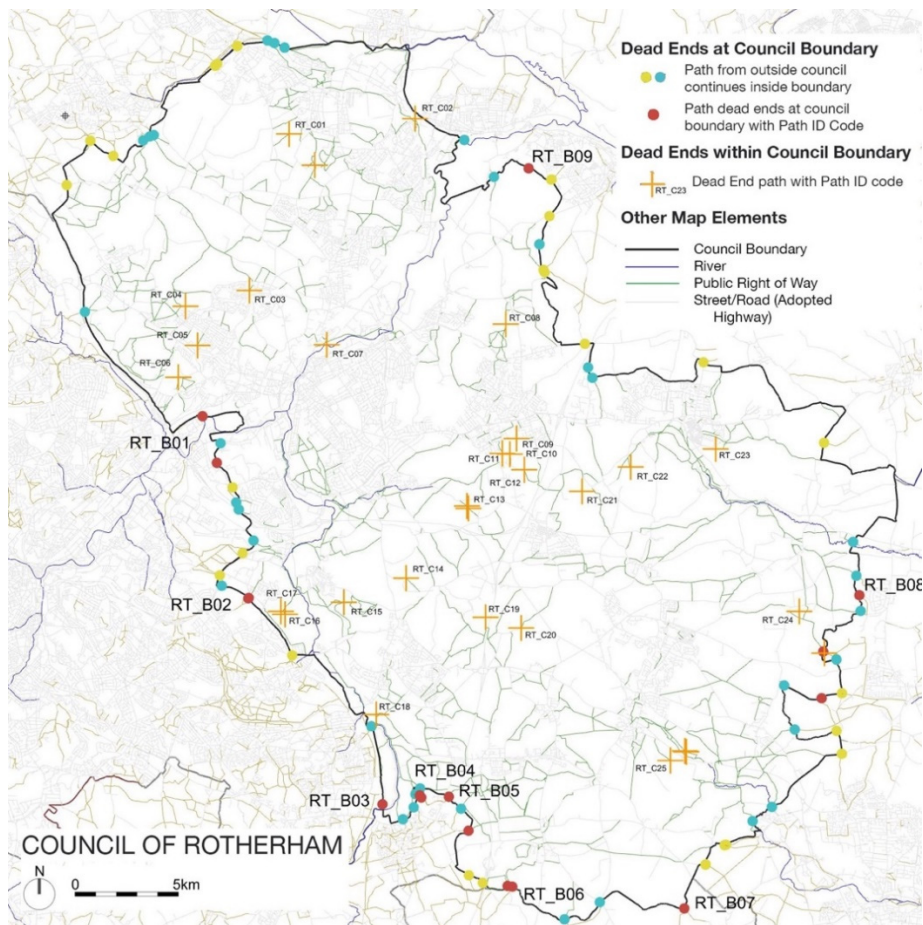 Dead Ends at Council Boundary
Path from outside council
continues inside boundary
Path dead ends at council
boundary with Path ID Code
Dead Ends within Council Boundary
RT_C23
Dead End path with Path ID code
Other Map Elements
Council Boundary
River
Public Right of Way
Street/Road (Adopted
Highway)
RT_C02
RT_C01
RT_B09
RT_C03
RT_C04
RT_C08
RT_C05
RT_C07
RT_C06
RT_B01
RT_C09
RT_C10
RT_C11
RT_C23
RT_C12
RT_C22
RT_C21
RT_C13
RT_C14
RT_B08
RT_C17
RT_B02
RT_C15
RT_C19
RT_C16
RT_C24
RT_C20
RT_C18
RT_C25
RT_B04
RT_B05
RT_B03
COUNCIL OF ROTHERHAM
N
0
5km
RT_B06
RT_B07